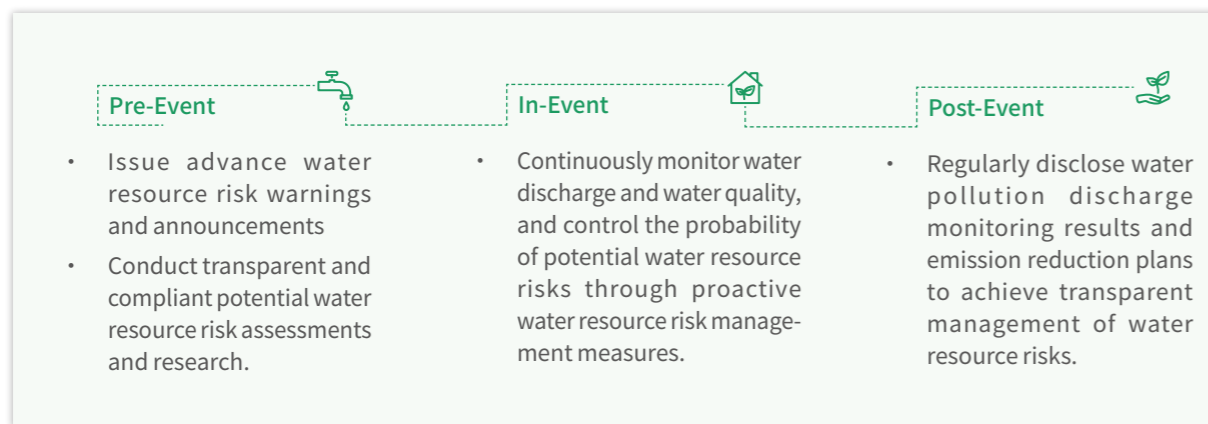 Pre-Event
• Issue advance water
resource risk warnings
and announcements
• Conduct transparent and
compliant potential water
resource risk assessments
and research.
In-Event
• Continuously monitor water
discharge and water quality,
and control the probability
of potential water resource
risks through proactive
water resource risk manage-
ment measures.
Post-Event
• Regularly disclose water
pollution discharge
monitoring results and
emission reduction plans
to achieve transparent
management of water
resource risks.